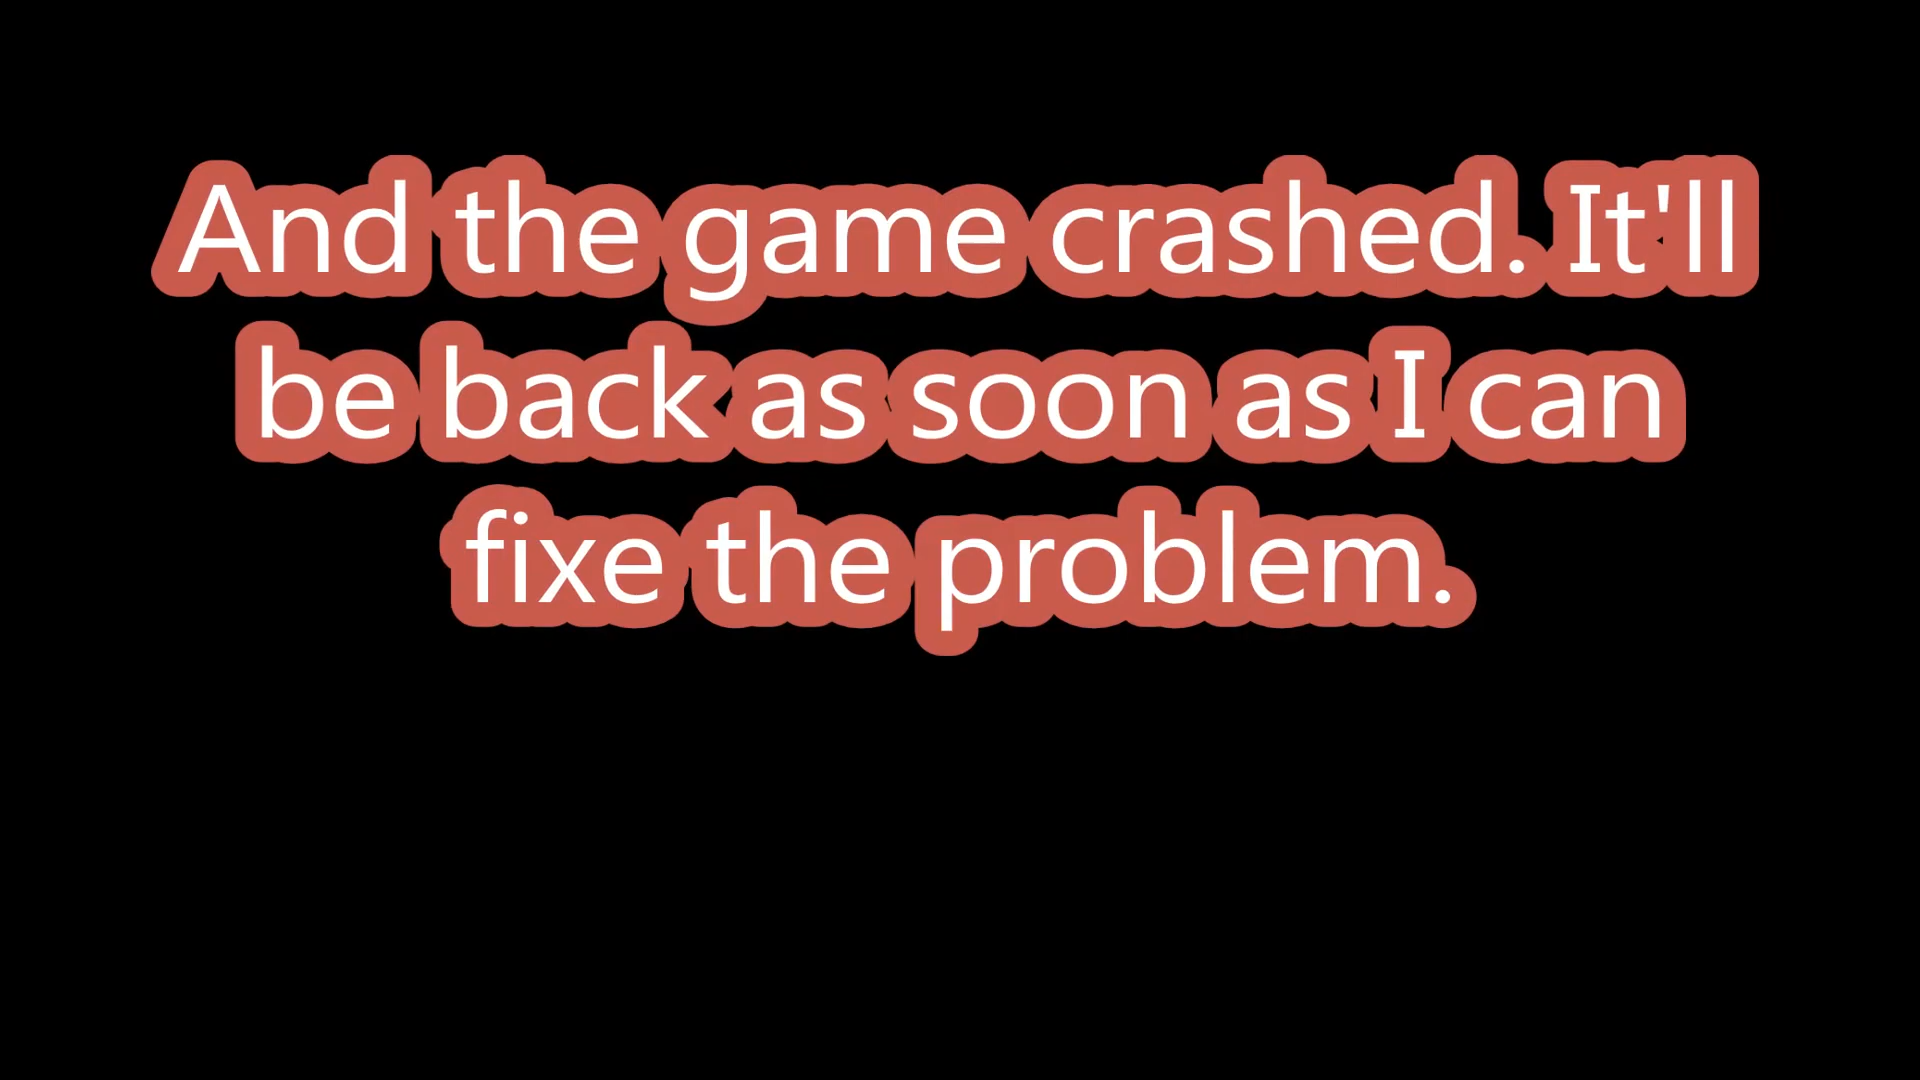 And the game crashed. It'll
be back as soon as I can
fixe the problem.